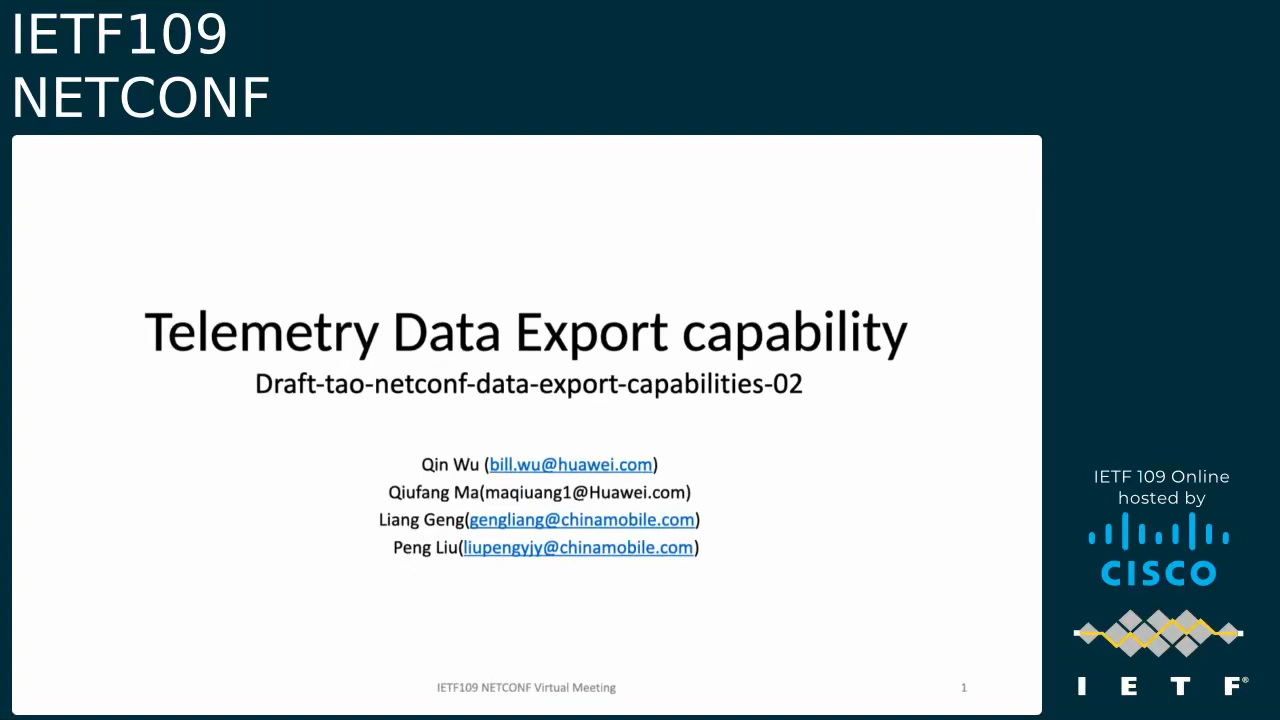 IETF109
NETCONF
Telemetry Data Export capability
Draft-tao-netconf-data-export-capabilities-02
Qin Wu (bill.wu@huawei.com)
Qiufang Ma(maqiuang1@Huawei.com)
Liang Geng(gengliang@chinamobile.com)
Peng Liu(liupengyjy@chinamobile.com)
IETF109 NETCONF Virtual Meeting
1
IETF 109 Online
hosted by
CISCO
I E T F®